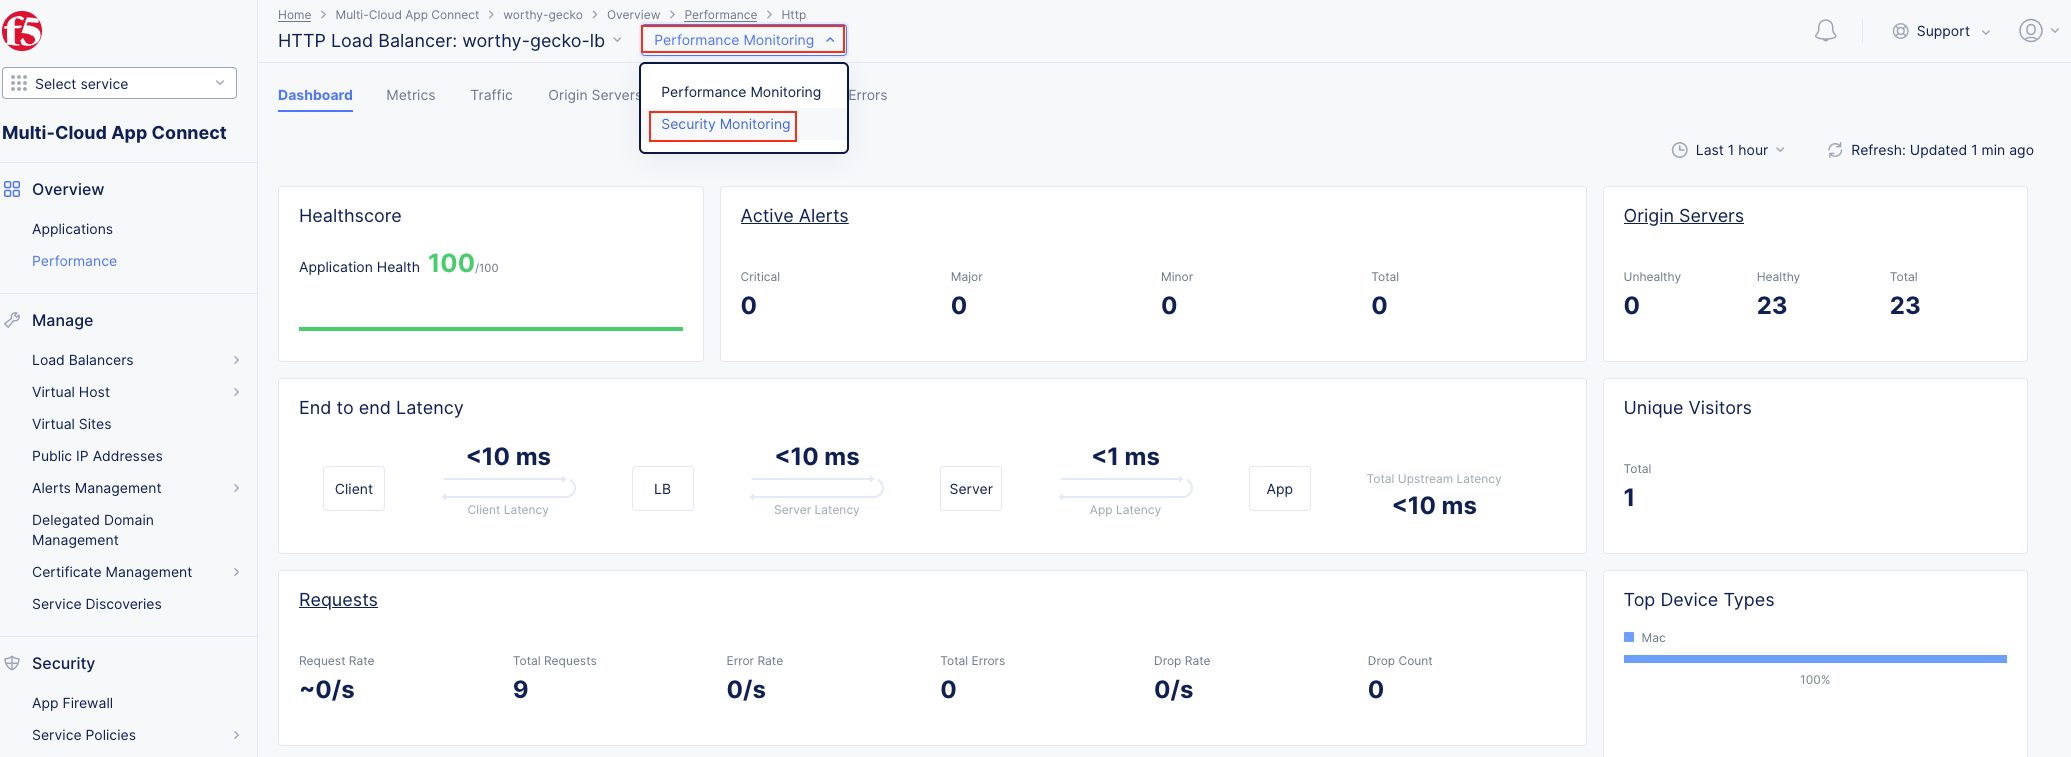 Home > Multi-Cloud App Connect > worthy-gecko > Overview > Performance > Http
f5
HTTP Load Balancer: worthy-gecko-lb
Performance Monitoring
Support
Select service
Performance Monitoring
Security Monitoring
Dashboard Metrics Traffic Origin Servers Errors
Multi-Cloud App Connect
Last 1 hour
Refresh: Updated 1 min ago
Overview
Applications
Performance
Manage
Load Balancers
Virtual Host
Virtual Sites
Public IP Addresses
Alerts Management
Delegated Domain
Management
Certificate Management
Service Discoveries
Security
App Firewall
Service Policies
Healthscore
Application Health 100/100
Active Alerts
Critical Major Minor Total
0 0 0 0
Origin Servers
Unhealthy Healthy Total
0 23 23
End to end Latency
<10 ms <10 ms <1 ms
Client LB Server App
Client Latency Server Latency App Latency
Total Upstream Latency
<10 ms
Unique Visitors
Total
1
Requests
Request Rate Total Requests Error Rate Total Errors Drop Rate Drop Count
~0/s 9 0/s 0 0/s 0
Top Device Types
Mac
100%